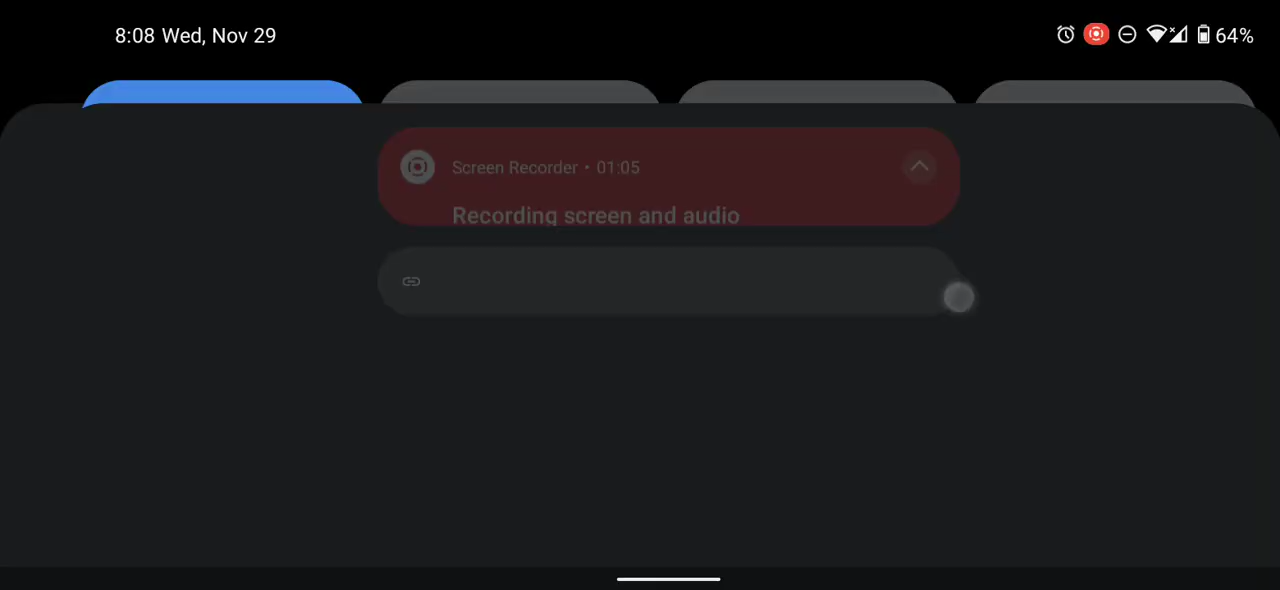 8:08 Wed, Nov 29
64%
Screen Recorder • 01:05
Recording screen and audio